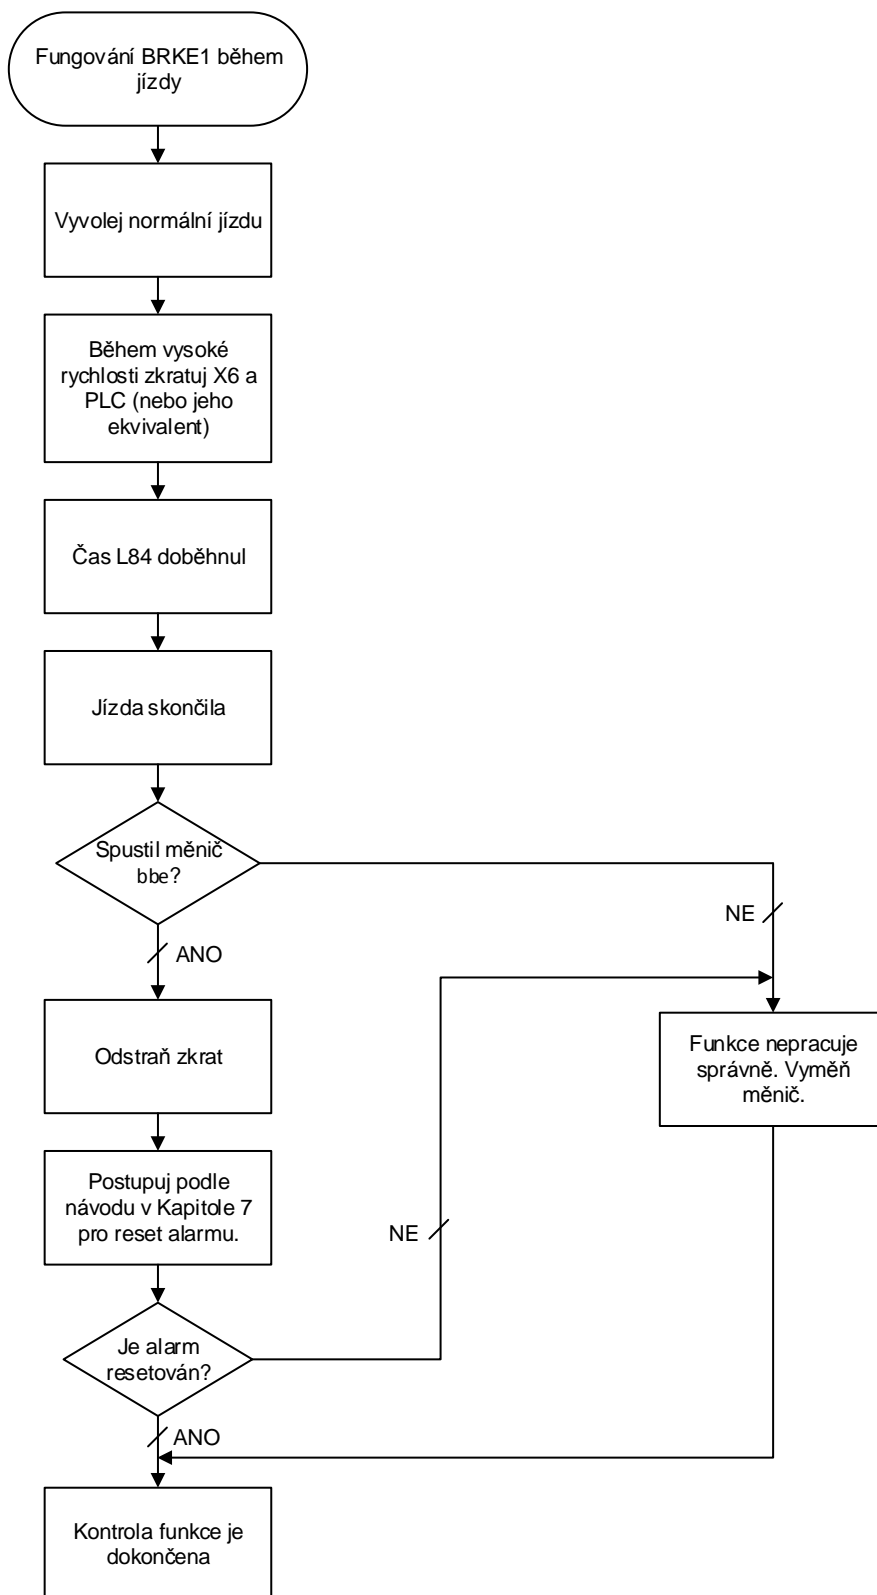 Fungování BRKE1 během
jízdy
Vyvolej normální jízdu
Během vysoké
rychlosti zkratuj X6 a
PLC (nebo jeho
ekvivalent)
Čas L84 doběhnul
Jízda skončila
Spustil měnič
bbe?
NE
ANO
Odstraň zkrat
Funkce nepracuje
správně. Vyměň
měnič.
Postupuj podle
návodu v Kapitole 7
pro reset alarmu.
NE
Je alarm
resetován?
ANO
Kontrola funkce je
dokončena